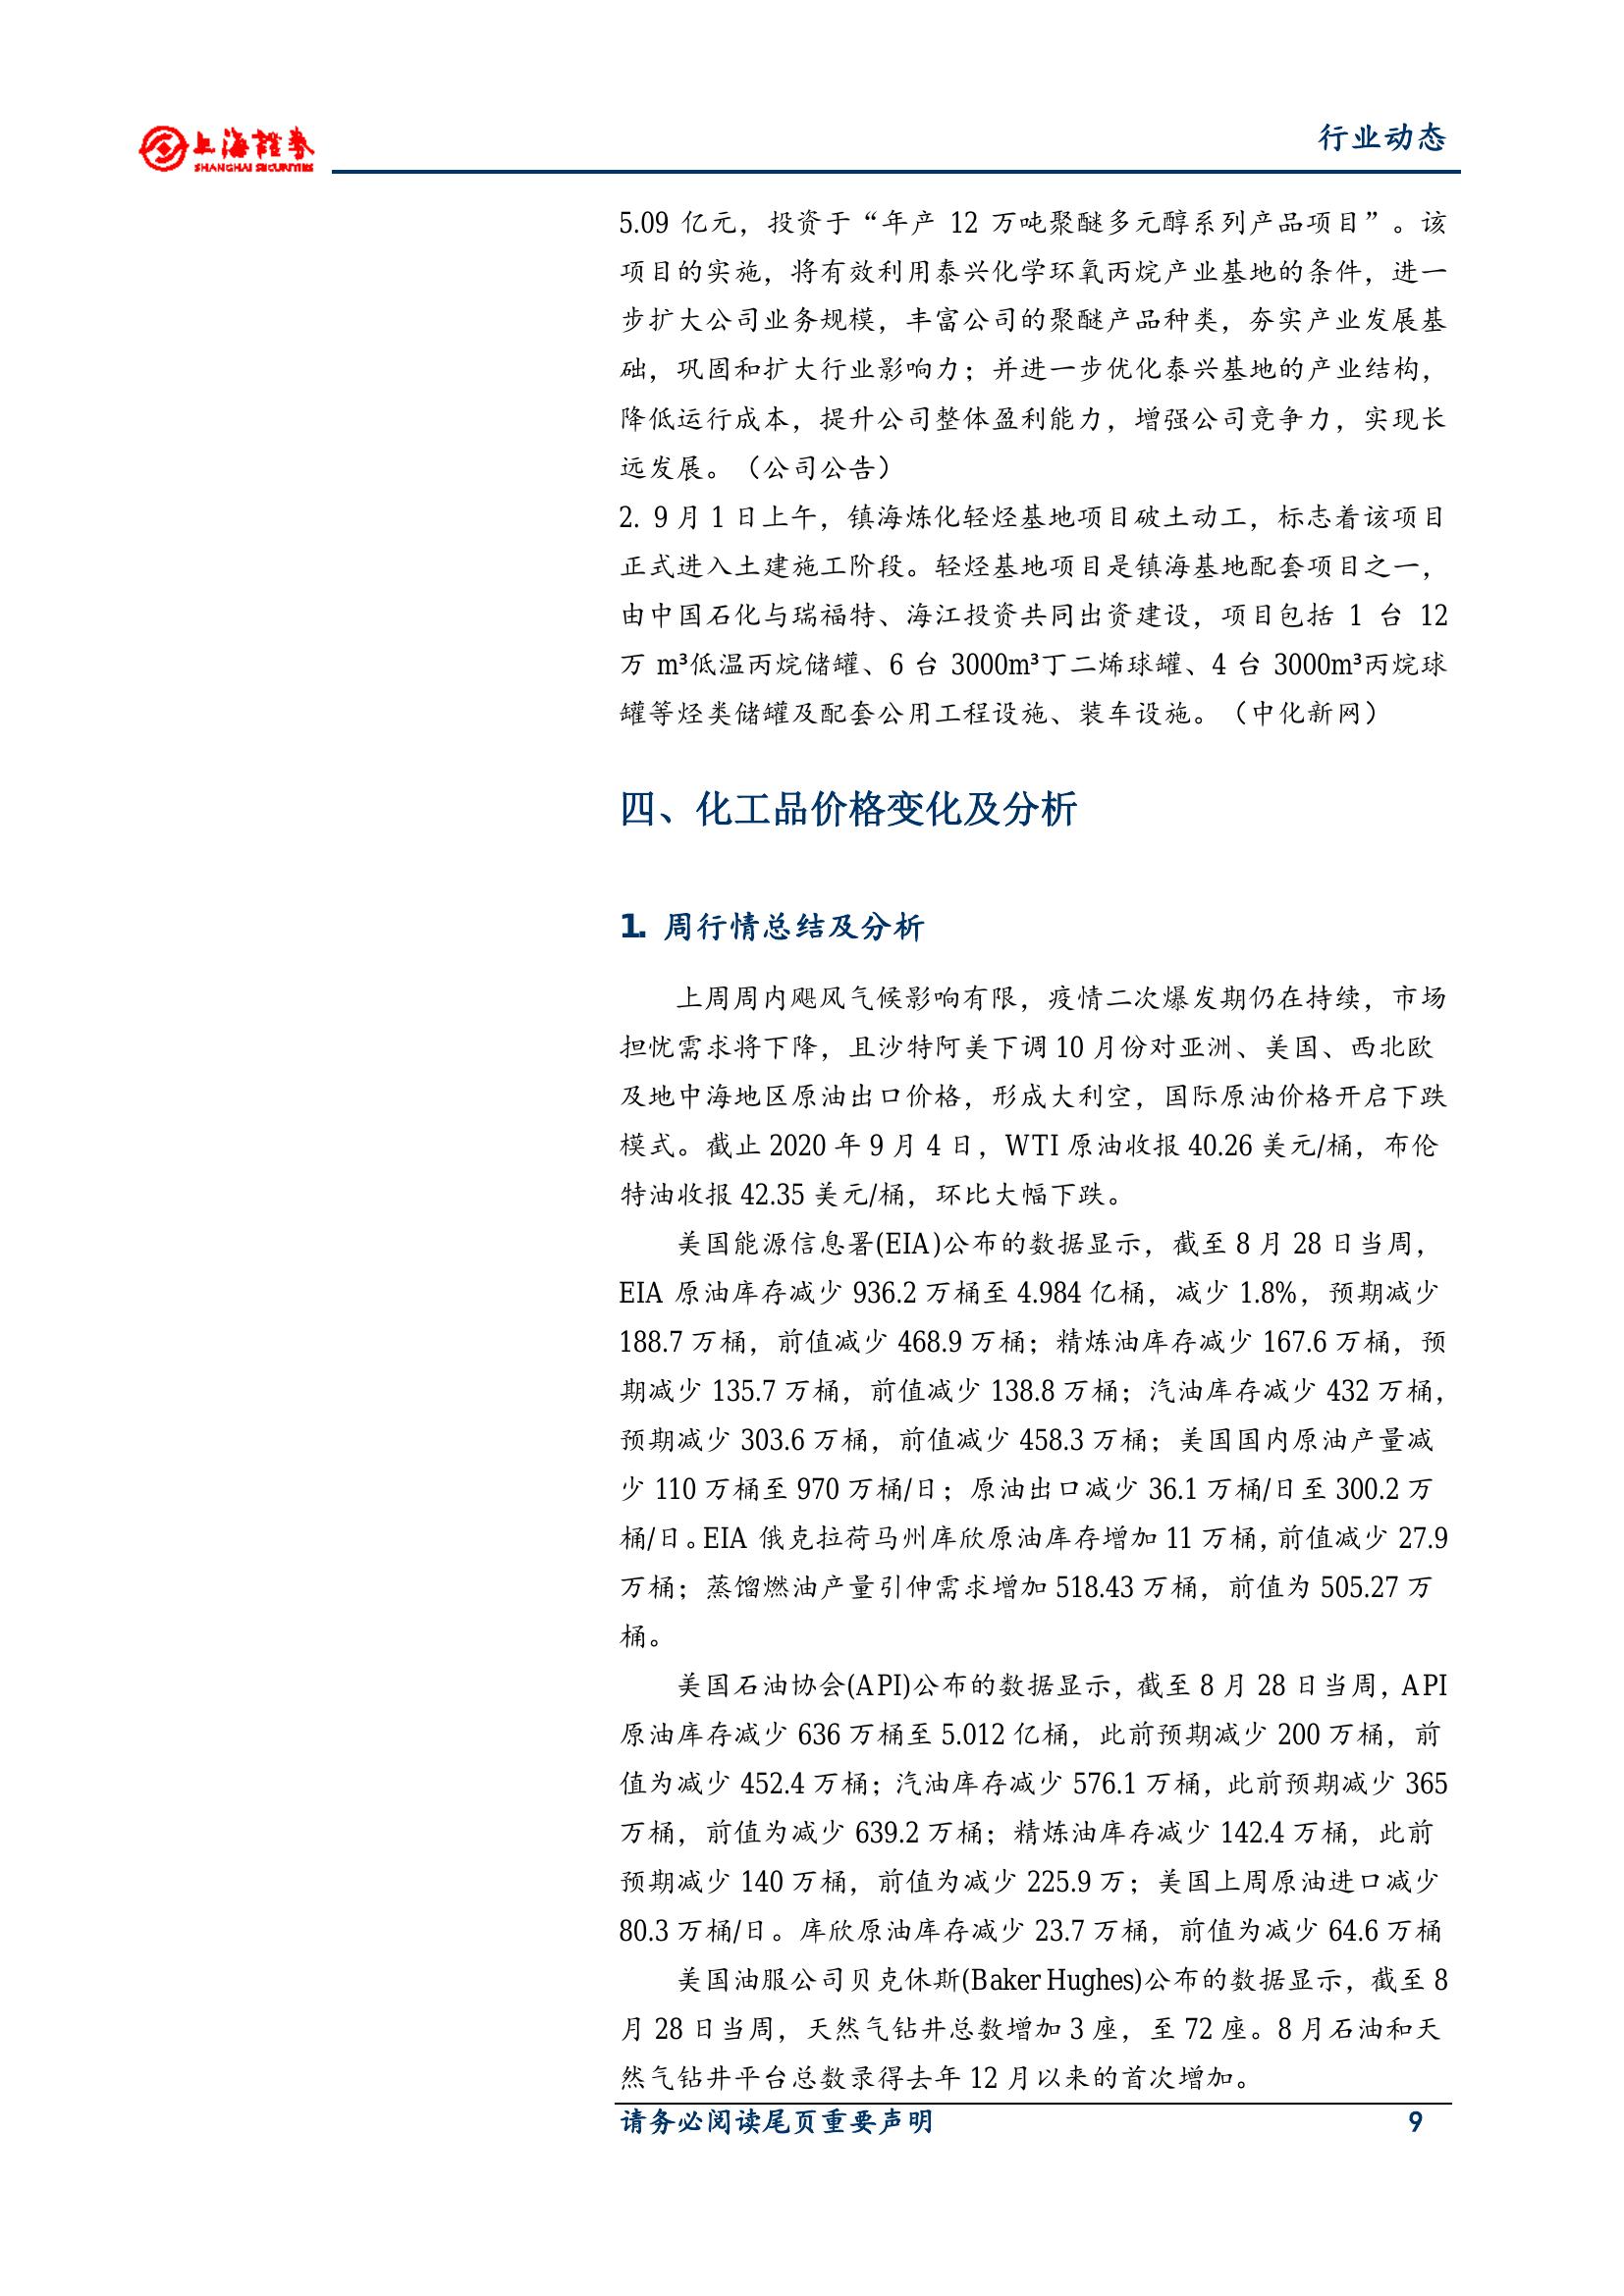 上海證券
SHANGHAI SECURITIES
行业动态
5.09 亿元，投资于“年产 12 万吨聚醚多元醇系列产品项目”。该
项目的实施，将有效利用泰兴化学环氧丙烷产业基地的条件，进一
步扩大公司业务规模，丰富公司的聚醚产品种类，夯实产业发展基
础，巩固和扩大行业影响力；并进一步优化泰兴基地的产业结构，
降低运行成本，提升公司整体盈利能力，增强公司竞争力，实现长
远发展。（公司公告）
2. 9 月 1 日上午，镇海炼化轻烃基地项目破土动工，标志着该项目
正式进入土建施工阶段。轻烃基地项目是镇海基地配套项目之一，
由中国石化与瑞福特、海江投资共同出资建设，项目包括 1 台 12
万 m³低温丙烷储罐、6 台 3000m³丁二烯球罐、4 台 3000m³丙烷球
罐等烃类储罐及配套公用工程设施、装车设施。（中化新网）
四、化工品价格变化及分析
1. 周行情总结及分析
上周周内飓风气候影响有限，疫情二次爆发期仍在持续，市场
担忧需求将下降，且沙特阿美下调 10 月份对亚洲、美国、西北欧
及地中海地区原油出口价格，形成大利空，国际原油价格开启下跌
模式。截止 2020 年 9 月 4 日，WTI 原油收报 40.26 美元/桶，布伦
特油收报 42.35 美元/桶，环比大幅下跌。
美国能源信息署(EIA)公布的数据显示，截至 8 月 28 日当周，
EIA 原油库存减少 936.2 万桶至 4.984 亿桶，减少 1.8%，预期减少
188.7 万桶，前值减少 468.9 万桶；精炼油库存减少 167.6 万桶，预
期减少 135.7 万桶，前值减少 138.8 万桶；汽油库存减少 432 万桶，
预期减少 303.6 万桶，前值减少 458.3 万桶；美国国内原油产量减
少 110 万桶至 970 万桶/日；原油出口减少 36.1 万桶/日至 300.2 万
桶/日。EIA 俄克拉荷马州库欣原油库存增加 11 万桶，前值减少 27.9
万桶；蒸馏燃油产量引伸需求增加 518.43 万桶，前值为 505.27 万
桶。
美国石油协会(API)公布的数据显示，截至 8 月 28 日当周，API
原油库存减少 636 万桶至 5.012 亿桶，此前预期减少 200 万桶，前
值为减少 452.4 万桶；汽油库存减少 576.1 万桶，此前预期减少 365
万桶，前值为减少 639.2 万桶；精炼油库存减少 142.4 万桶，此前
预期减少 140 万桶，前值为减少 225.9 万；美国上周原油进口减少
80.3 万桶/日。库欣原油库存减少 23.7 万桶，前值为减少 64.6 万桶
美国油服公司贝克休斯(Baker Hughes)公布的数据显示，截至 8
月 28 日当周，天然气钻井总数增加 3 座，至 72 座。8 月石油和天
然气钻井平台总数录得去年 12 月以来的首次增加。
请务必阅读尾页重要声明 9